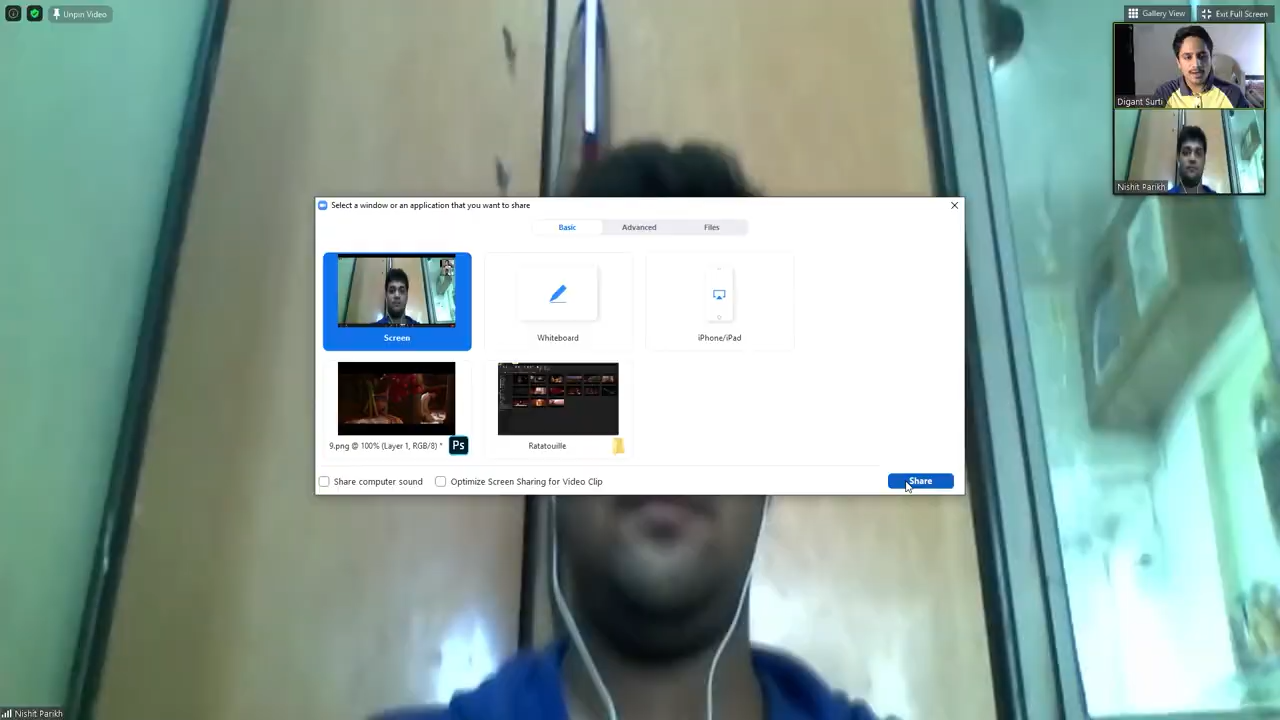 Unpin Video
Gallery View
Exit Full Screen
Digant Surti
Nishit Parikh
Select a window or an application that you want to share
Basic
Advanced
Files
Screen
Whiteboard
iPhone/iPad
9.png @ 100% (Layer 1, RGB/8) *
Ps
Ratatouille
Share computer sound
Optimize Screen Sharing for Video Clip
Share
Nishit Parikh